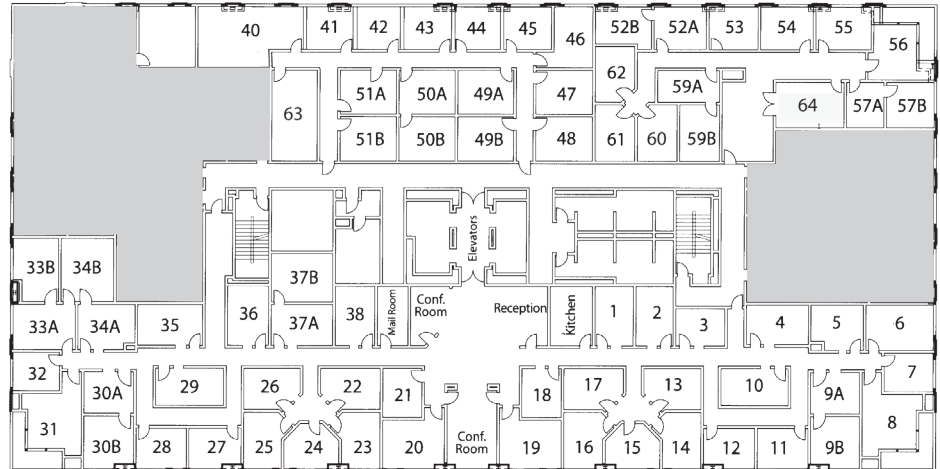 40
41
42
43
44
45
46
52B
52A
53
54
55
56
62
63
51A
50A
49A
47
59A
64
57A
57B
51B
50B
49B
48
61
60
59B
Elevators
33B
34B
37B
33A
34A
35
36
37A
38
Mail Room
Conf.
Room
Reception
Kitchen
1
2
3
4
5
6
32
30A
29
26
22
21
18
17
13
10
9A
7
31
30B
28
27
25
24
23
20
Conf.
Room
19
16
15
14
12
11
9B
8